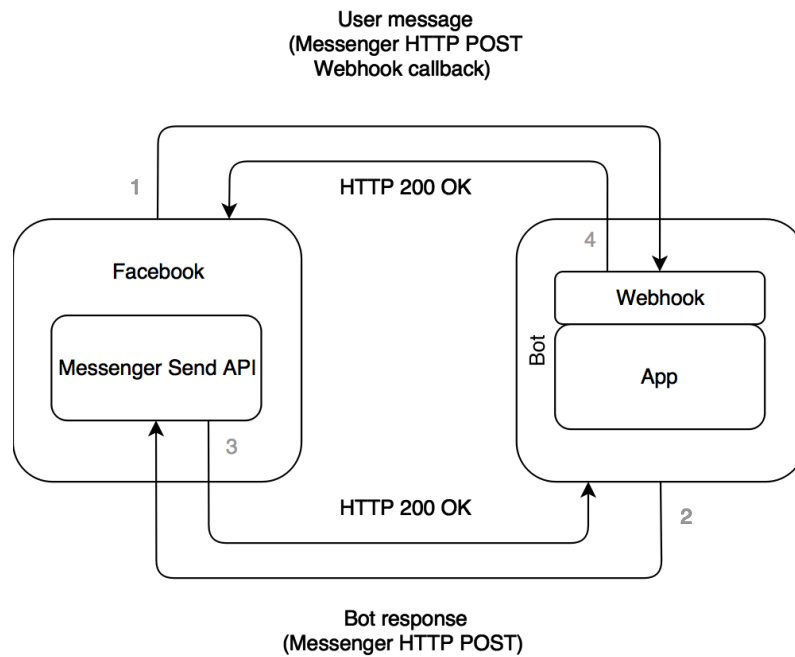 User message
(Messenger HTTP POST
Webhook callback)
1
HTTP 200 OK
4
Facebook
Webhook
Messenger Send API
Bot
App
3
HTTP 200 OK
2
Bot response
(Messenger HTTP POST)